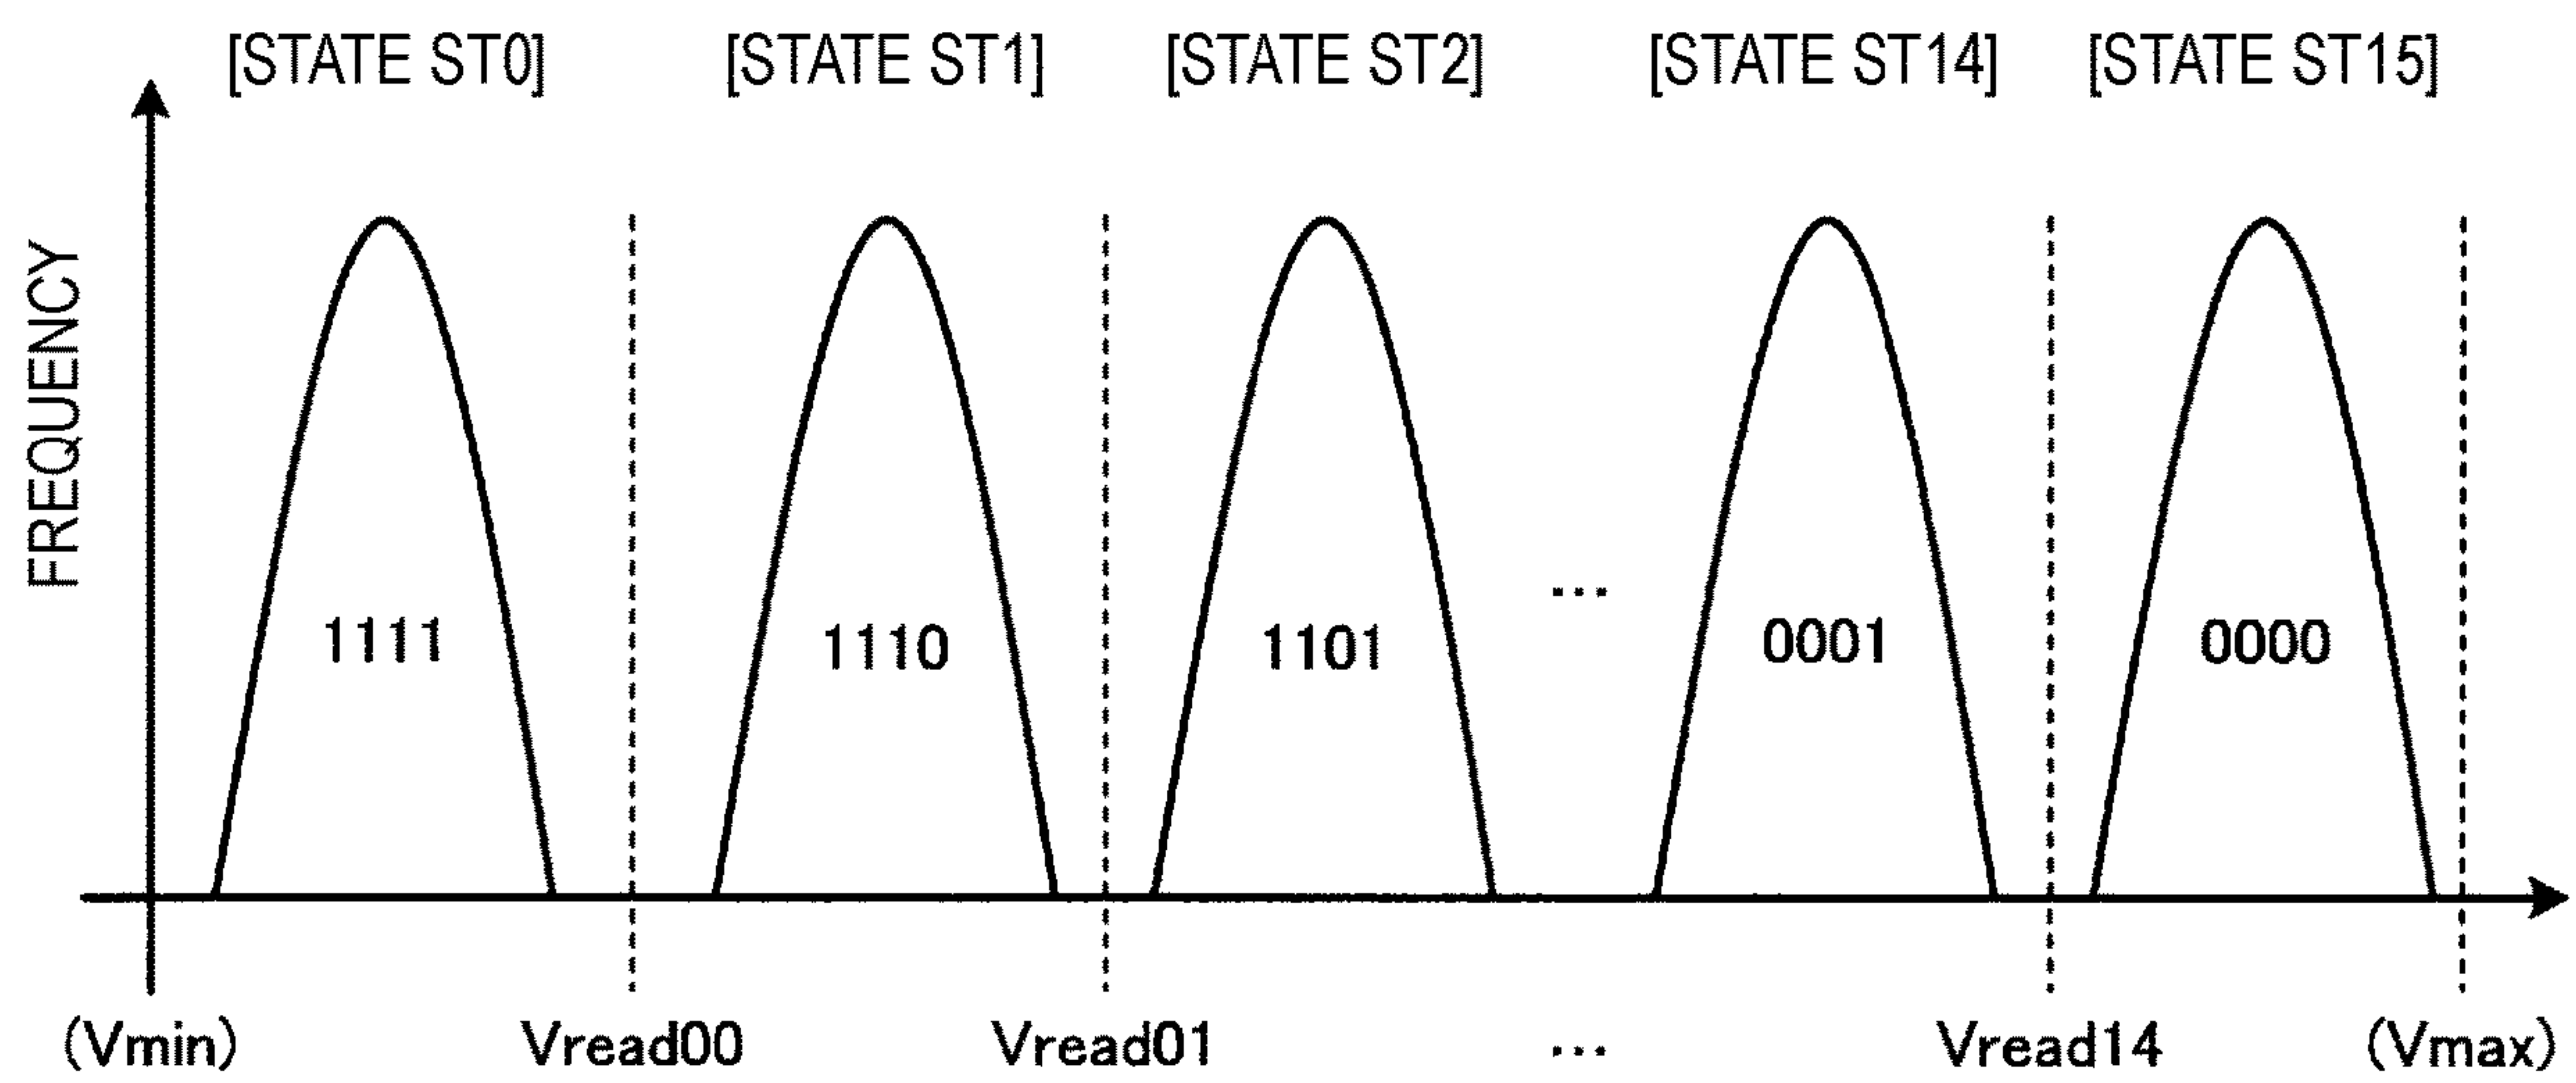 [STATE ST0] [STATE ST1] [STATE ST2] [STATE ST14] [STATE ST15]
FREQUENCY
1111 1110 1101 ... 0001 0000
(Vmin) Vread00 Vread01 ... Vread14 (Vmax)